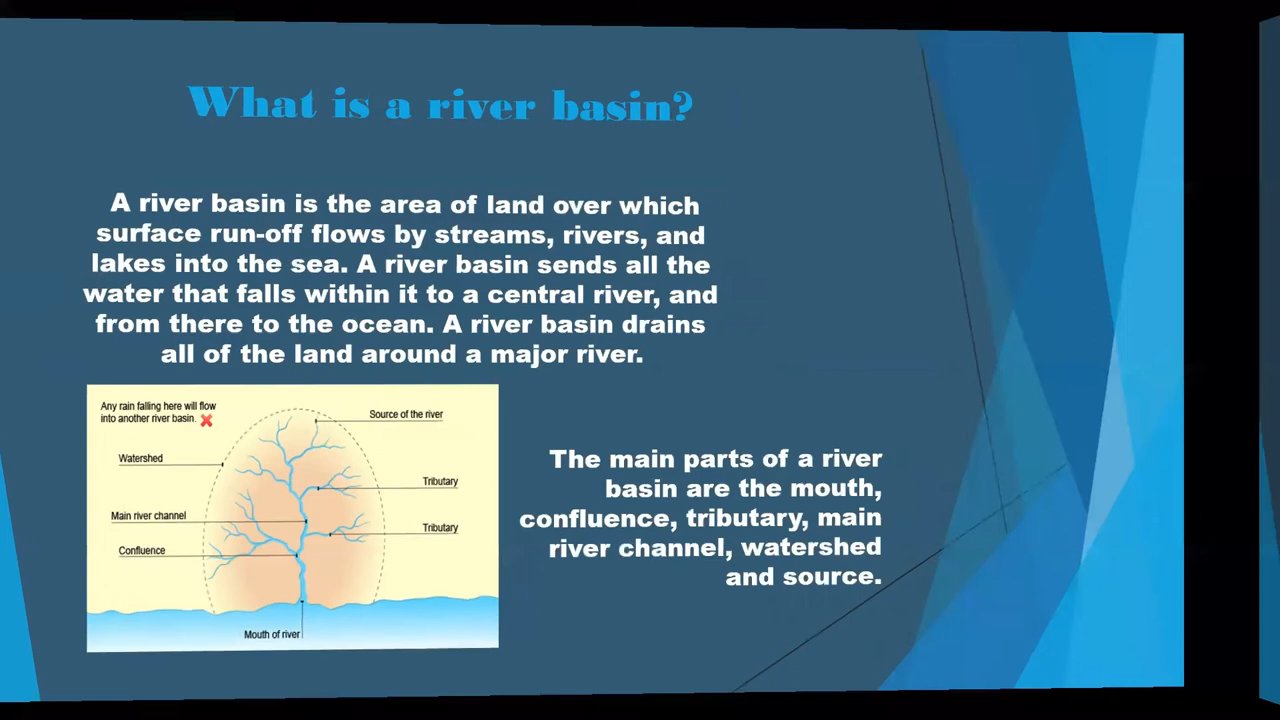 What is a river basin?
A river basin is the area of land over which
surface run-off flows by streams, rivers, and
lakes into the sea. A river basin sends all the
water that falls within it to a central river, and
from there to the ocean. A river basin drains
all of the land around a major river.
Any rain falling here will flow
into another river basin.
Source of the river
Watershed
Tributary
Main river channel
Tributary
Confluence
Mouth of river
The main parts of a river
basin are the mouth,
confluence, tributary, main
river channel, watershed
and source.